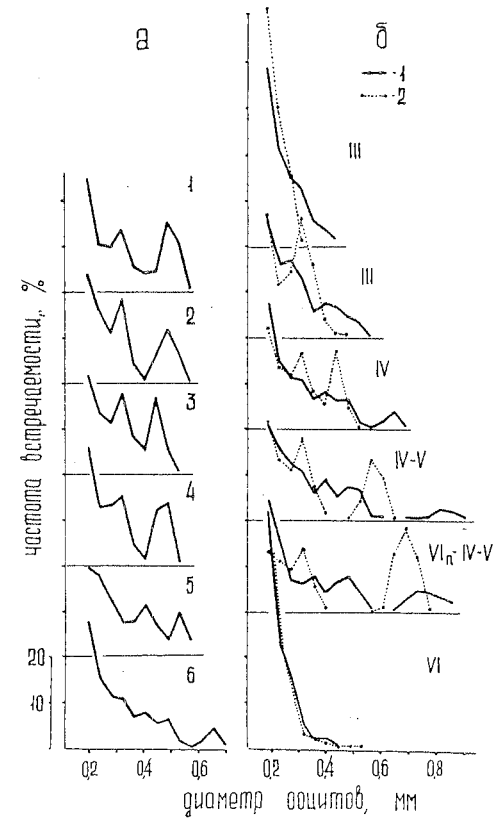 а
б
1
2
III
1
III
2
IV
3
IV-V
4
VIп-IV-V
5
VI
6
20
10
частота встречаемости, %
0,2 0,4 0,6
0,2 0,4 0,6 0,8
диаметр ооцитов, мм